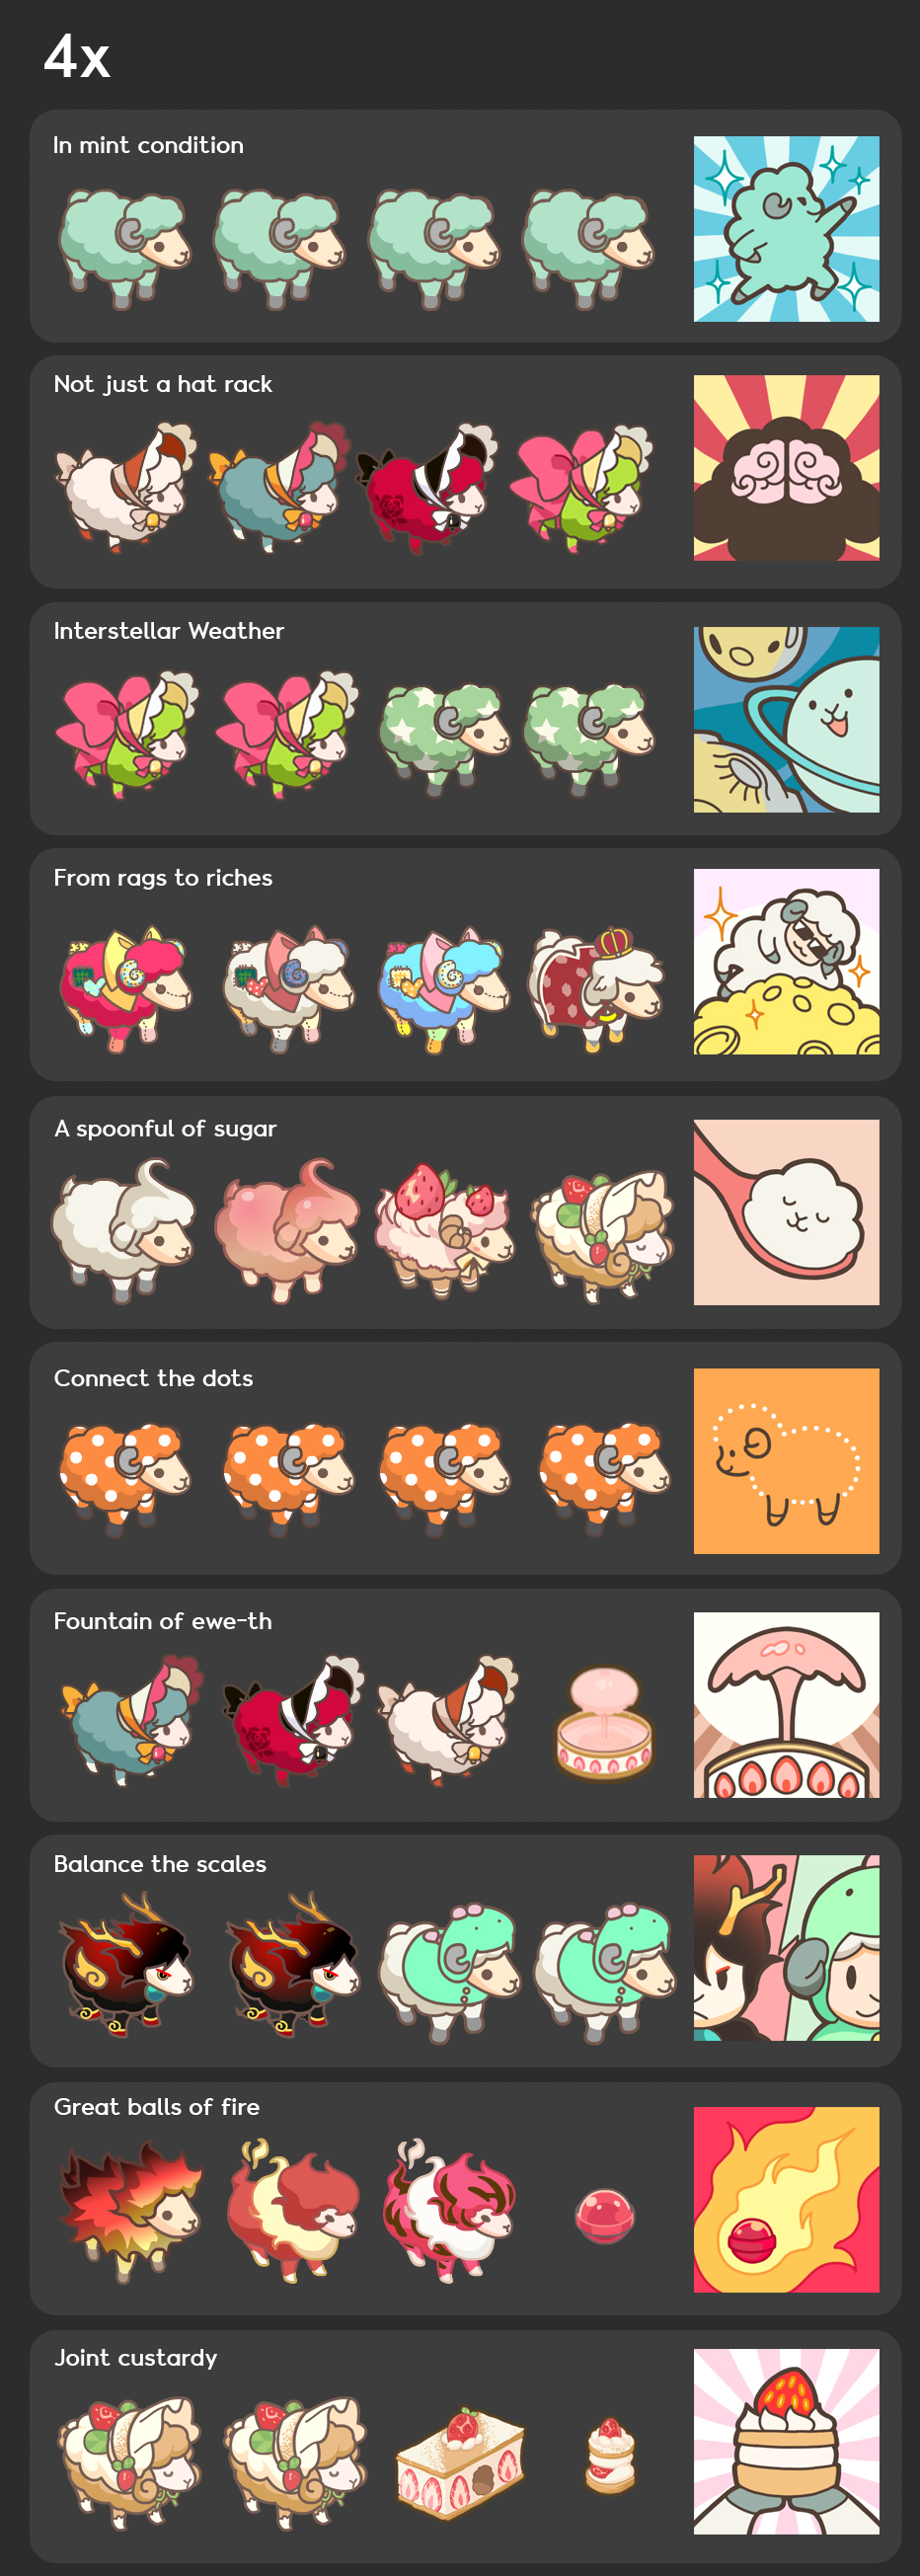 4x
In mint condition
Not just a hat rack
Interstellar Weather
From rags to riches
A spoonful of sugar
Connect the dots
Fountain of ewe-th
Balance the scales
Great balls of fire
Joint custardy